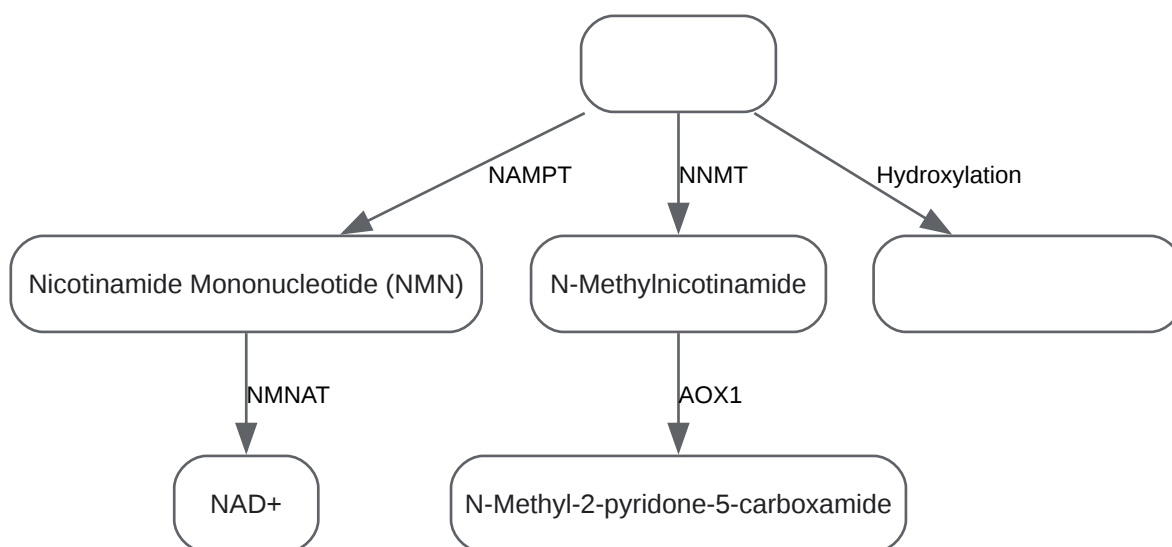 NAMPT
NNMT
Hydroxylation
Nicotinamide Mononucleotide (NMN)
N-Methylnicotinamide
NMNAT
AOX1
NAD+
N-Methyl-2-pyridone-5-carboxamide